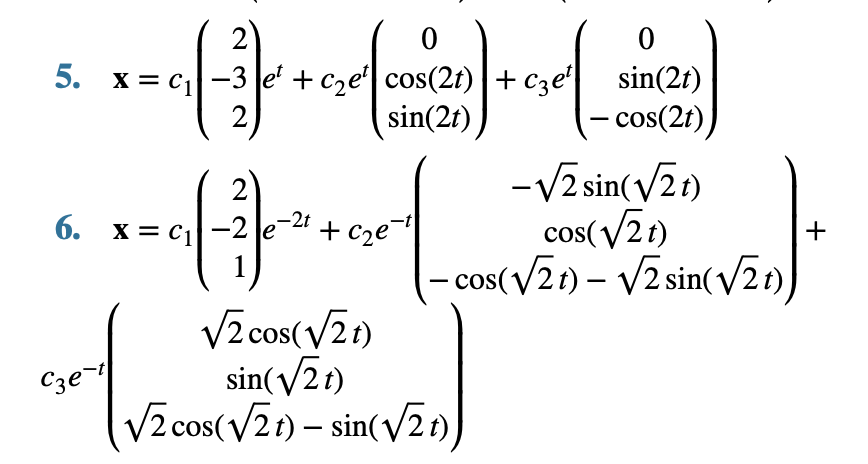 5. x = c₁ (2, −3, 2) eᵗ + c₂eᵗ (0, cos(2t), sin(2t)) + c₃eᵗ (0, sin(2t), − cos(2t))
6. x = c₁ (2, −2, 1) e⁻²ᵗ + c₂e⁻ᵗ (−√2 sin(√2 t), cos(√2 t), − cos(√2 t) − √2 sin(√2 t)) +
c₃e⁻ᵗ (√2 cos(√2 t), sin(√2 t), √2 cos(√2 t) − sin(√2 t))